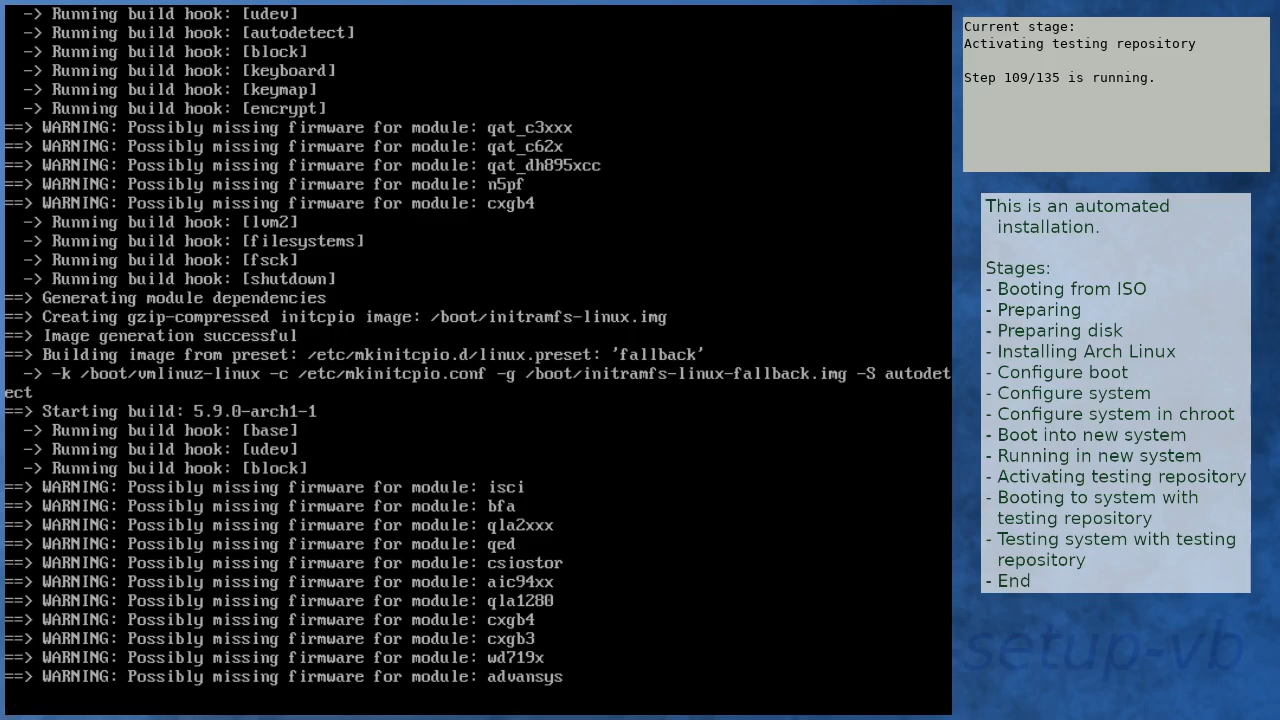 -> Running build hook: [udev]
-> Running build hook: [autodetect]
-> Running build hook: [block]
-> Running build hook: [keyboard]
-> Running build hook: [keymap]
-> Running build hook: [encrypt]
==> WARNING: Possibly missing firmware for module: qat_c3xxx
==> WARNING: Possibly missing firmware for module: qat_c62x
==> WARNING: Possibly missing firmware for module: qat_dh895xcc
==> WARNING: Possibly missing firmware for module: n5pf
==> WARNING: Possibly missing firmware for module: cxgb4
-> Running build hook: [lvm2]
-> Running build hook: [filesystems]
-> Running build hook: [fsck]
-> Running build hook: [shutdown]
==> Generating module dependencies
==> Creating gzip-compressed initcpio image: /boot/initramfs-linux.img
==> Image generation successful
==> Building image from preset: /etc/mkinitcpio.d/linux.preset: 'fallback'
-> -k /boot/vmlinuz-linux -c /etc/mkinitcpio.conf -g /boot/initramfs-linux-fallback.img -S autodet
ect
==> Starting build: 5.9.0-arch1-1
-> Running build hook: [base]
-> Running build hook: [udev]
-> Running build hook: [block]
==> WARNING: Possibly missing firmware for module: isci
==> WARNING: Possibly missing firmware for module: bfa
==> WARNING: Possibly missing firmware for module: qla2xxx
==> WARNING: Possibly missing firmware for module: qed
==> WARNING: Possibly missing firmware for module: csiostor
==> WARNING: Possibly missing firmware for module: aic94xx
==> WARNING: Possibly missing firmware for module: qla1280
==> WARNING: Possibly missing firmware for module: cxgb4
==> WARNING: Possibly missing firmware for module: cxgb3
==> WARNING: Possibly missing firmware for module: wd719x
==> WARNING: Possibly missing firmware for module: advansys
Current stage:
Activating testing repository
Step 109/135 is running.
This is an automated
installation.
Stages:
- Booting from ISO
- Preparing
- Preparing disk
- Installing Arch Linux
- Configure boot
- Configure system
- Configure system in chroot
- Boot into new system
- Running in new system
- Activating testing repository
- Booting to system with
testing repository
- Testing system with testing
repository
- End
setup-vb